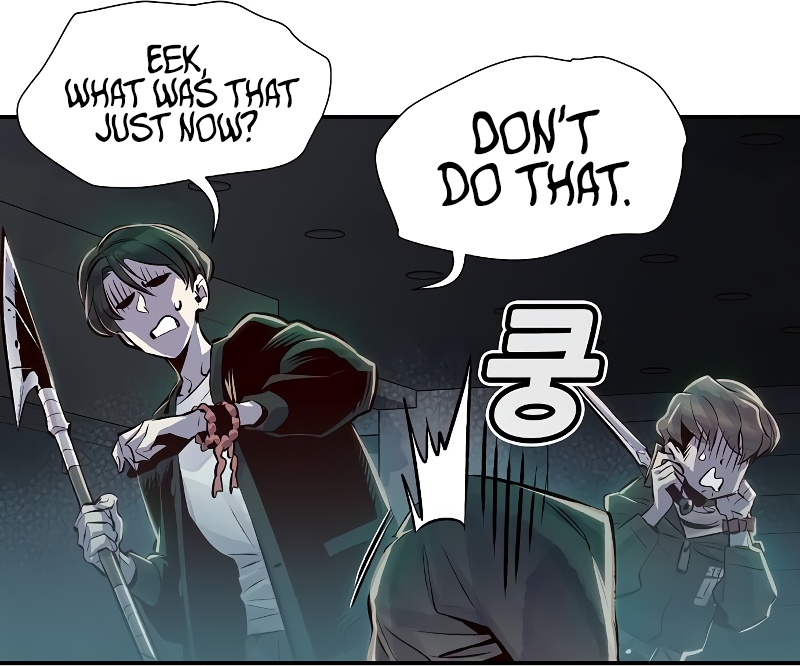 EEK,
WHAT WAS THAT
JUST NOW?
DON'T
DO THAT.
쿵